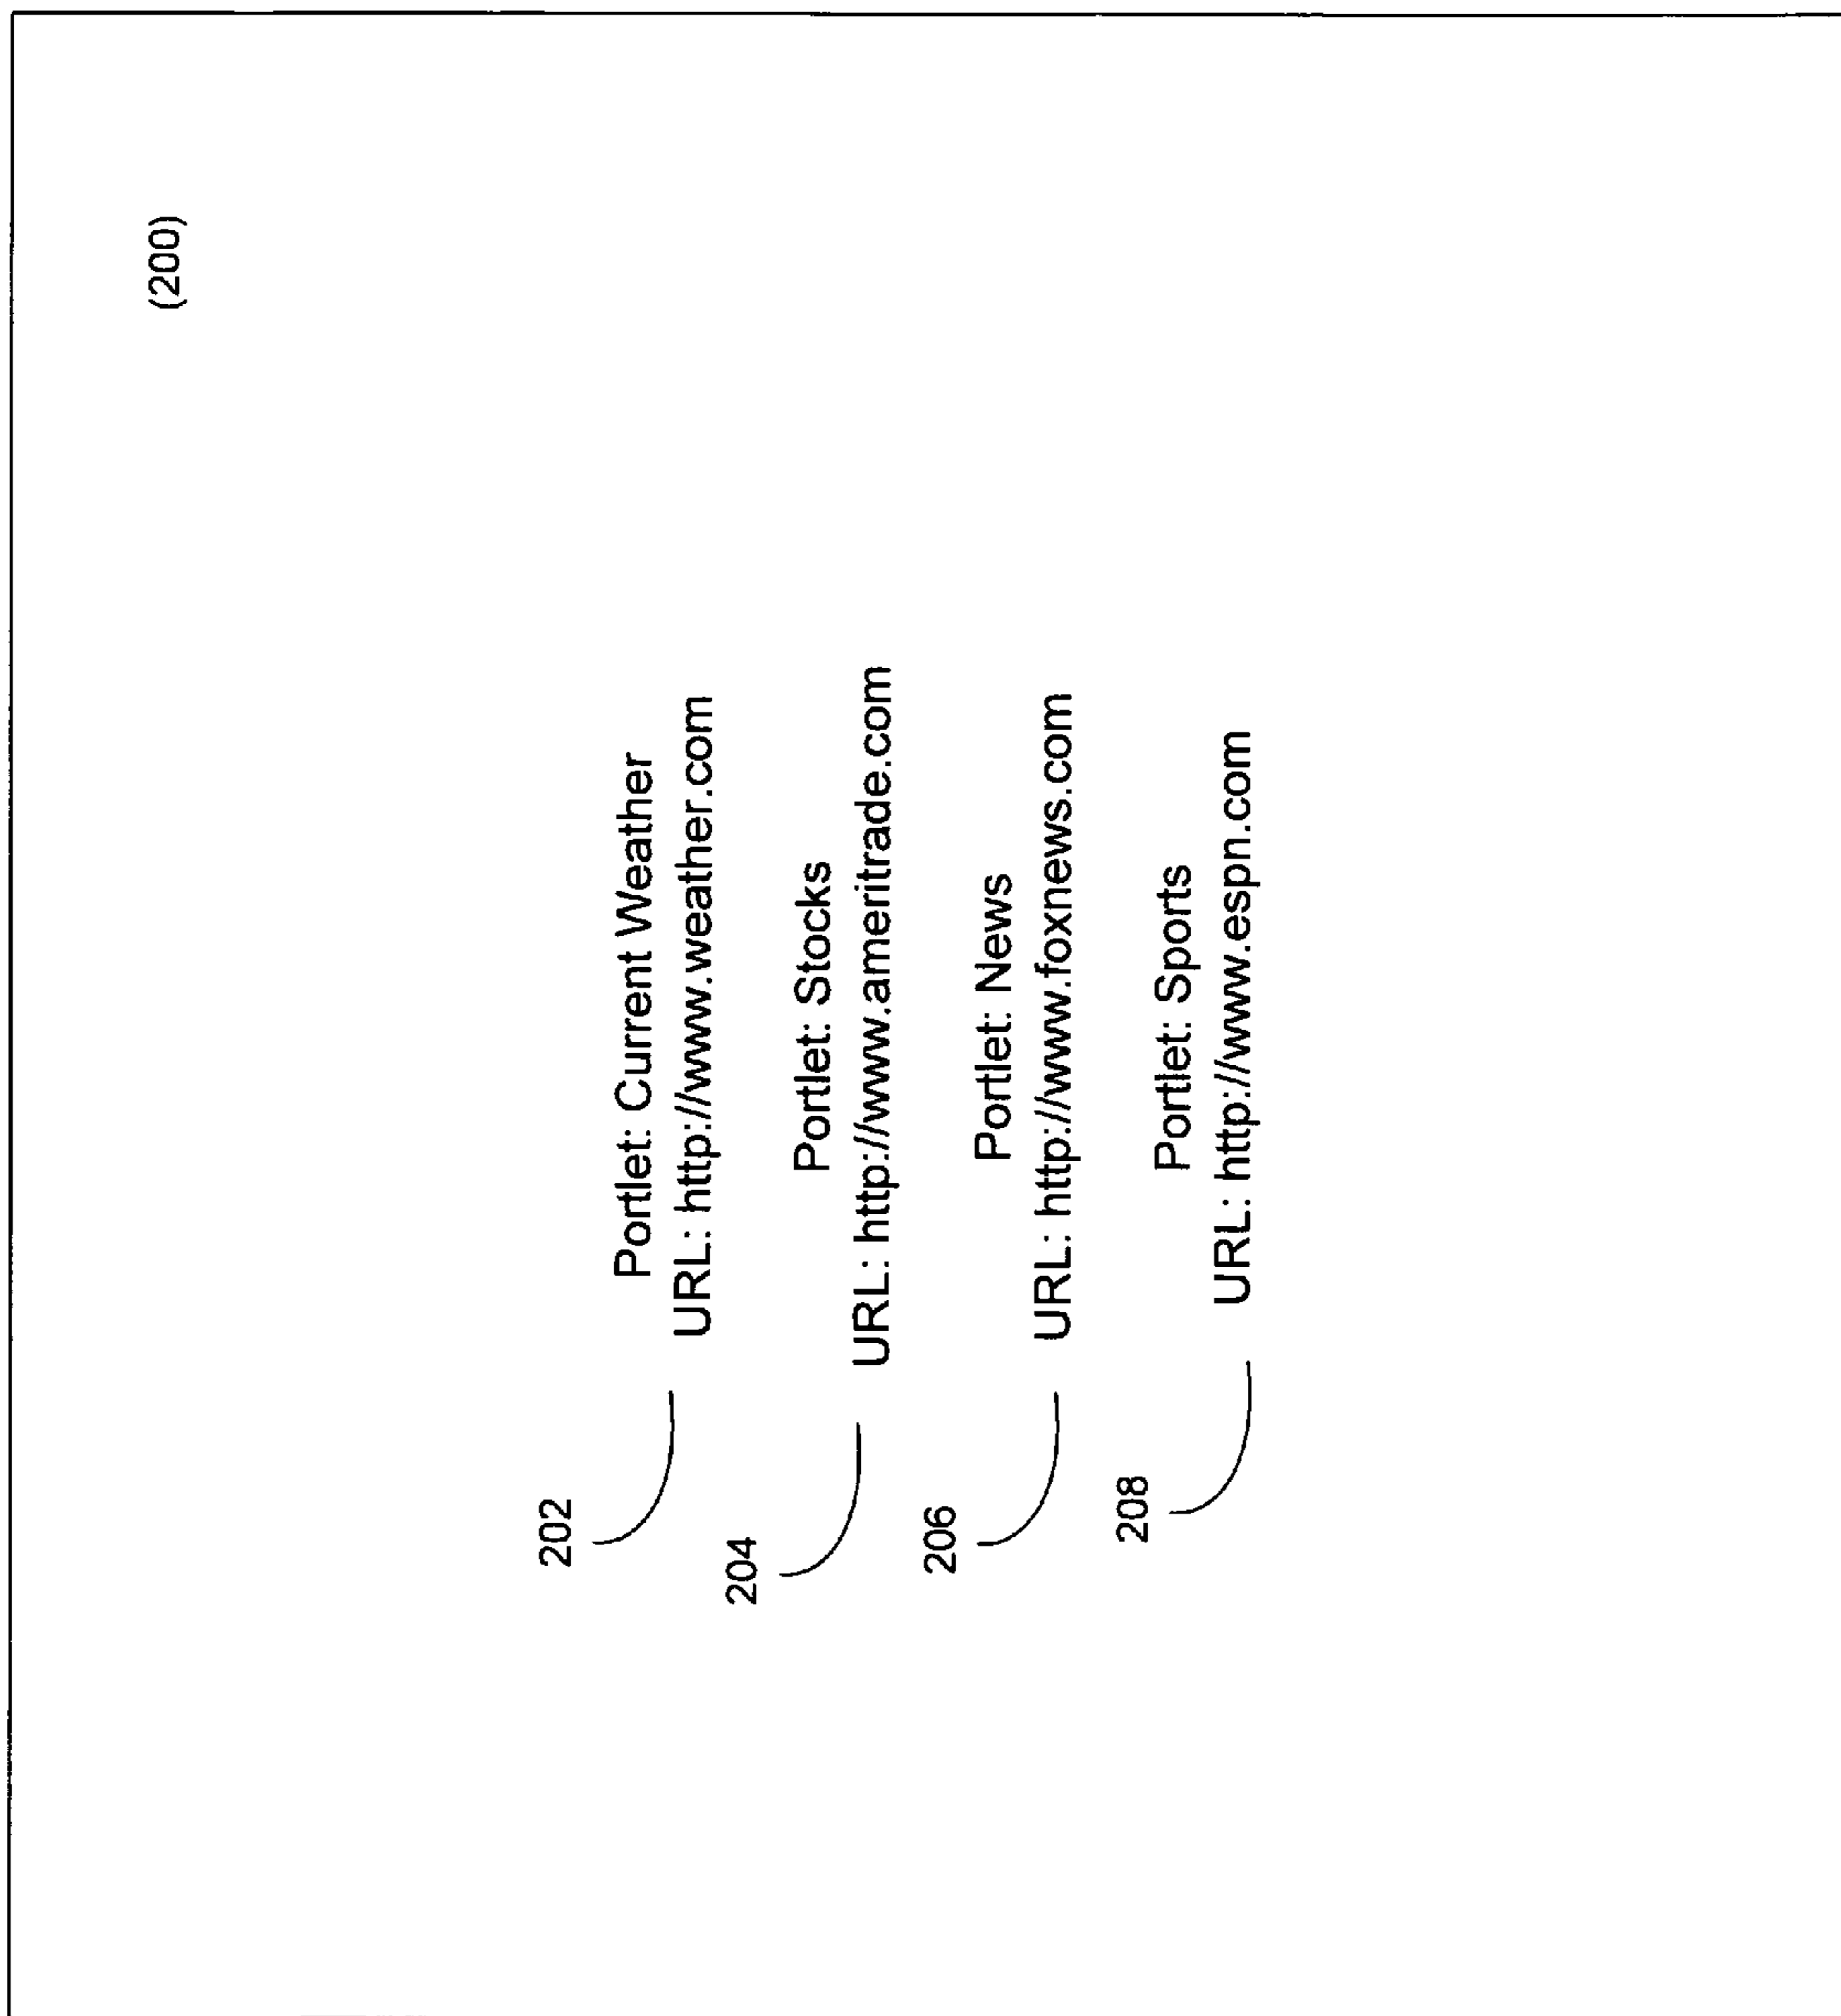 (200)
202
Portlet: Current Weather
URL: http://www.weather.com
204
Portlet: Stocks
URL: http://www.ameritrade.com
206
Portlet: News
URL: http://www.foxnews.com
208
Portlet: Sports
URL: http://www.espn.com